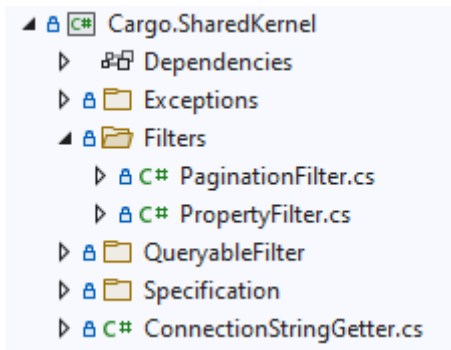 C# Cargo.SharedKernel
Dependencies
Exceptions
Filters
C# PaginationFilter.cs
C# PropertyFilter.cs
QueryableFilter
Specification
C# ConnectionStringGetter.cs